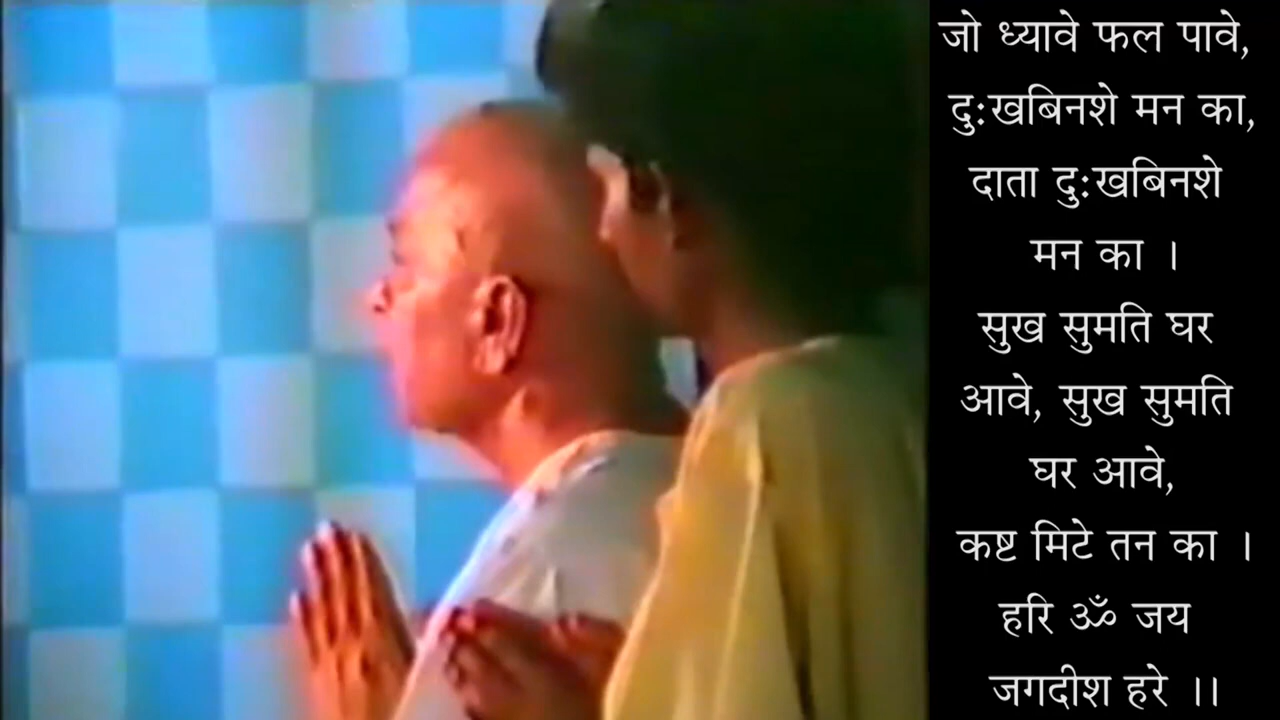 जो ध्यावे फल पावे,
दुःखबिनशे मन का,
दाता दुःखबिनशे
मन का ।
सुख सुमति घर
आवे, सुख सुमति
घर आवे,
कष्ट मिटे तन का ।
हरि ॐ जय
जगदीश हरे ।।